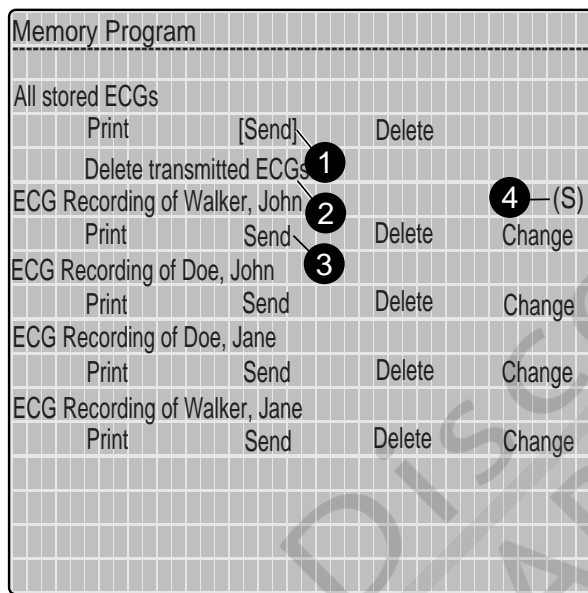 Memory Program
All stored ECGs
Print [Send] Delete
1
Delete transmitted ECGs
ECG Recording of Walker, John 2 4 (S)
Print Send Delete Change
3
ECG Recording of Doe, John
Print Send Delete Change
ECG Recording of Doe, Jane
Print Send Delete Change
ECG Recording of Walker, Jane
Print Send Delete Change